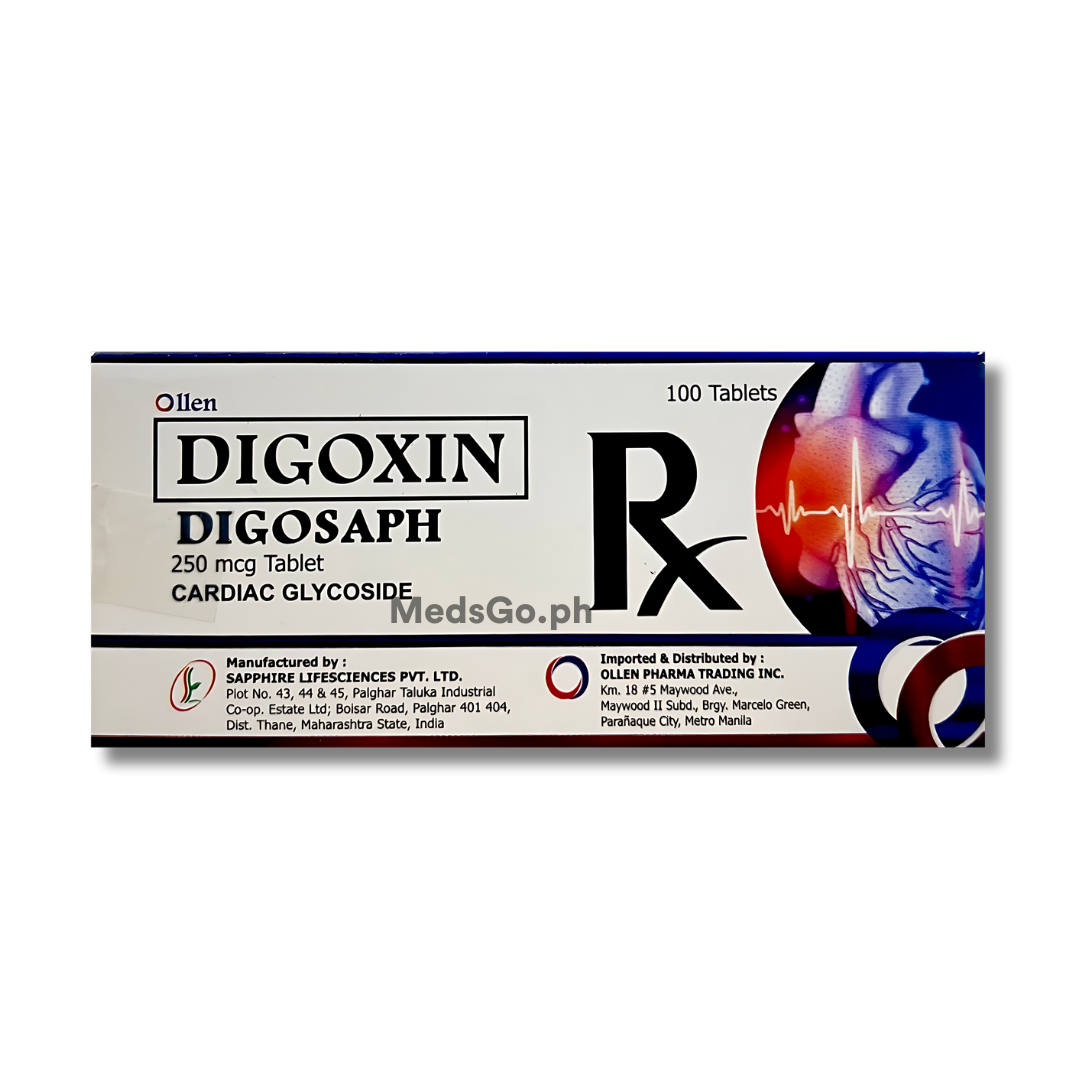 Ollen
100 Tablets
DIGOXIN
DIGOSAPH
250 mcg Tablet
CARDIAC GLYCOSIDE
Rx
MedsGo.ph
Manufactured by :
SAPPHIRE LIFESCIENCES PVT. LTD.
Plot No. 43, 44 & 45, Palghar Taluka Industrial
Co-op. Estate Ltd; Boisar Road, Palghar 401 404,
Dist. Thane, Maharashtra State, India
Imported & Distributed by :
OLLEN PHARMA TRADING INC.
Km. 18 #5 Maywood Ave.,
Maywood II Subd., Brgy. Marcelo Green,
Parañaque City, Metro Manila